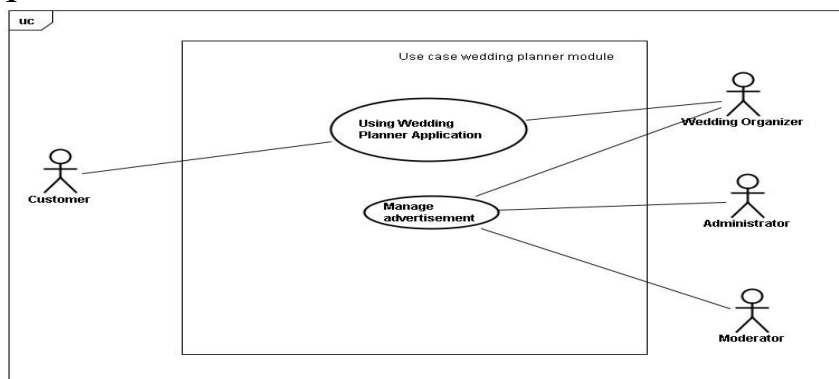 uc
Use case wedding planner module
Using Wedding
Planner Application
Wedding Organizer
Customer
Manage
advertisement
Administrator
Moderator